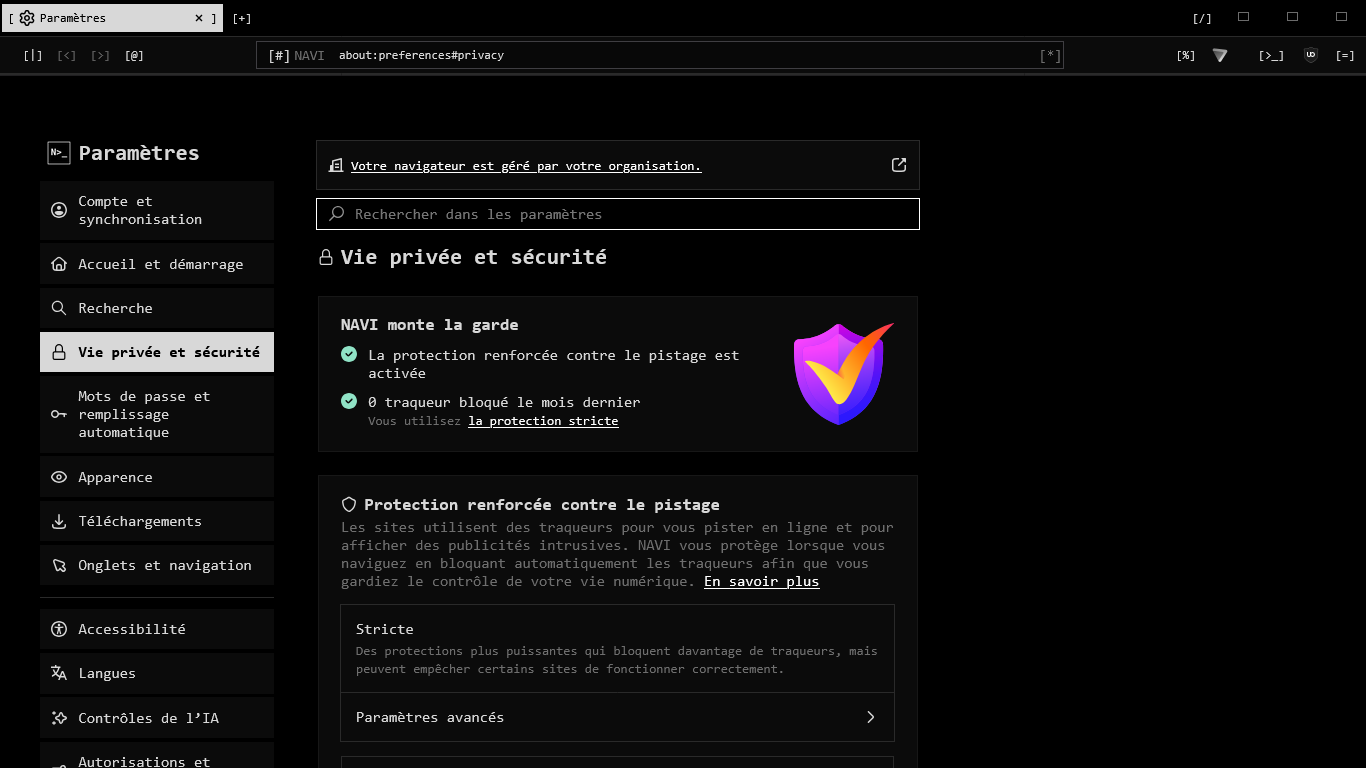 [ Paramètres × ] [+] [/]
[|] [<] [>] [@] [#] NAVI about:preferences#privacy [*] [%] [>_] UO [=]
N>_ Paramètres
Compte et
synchronisation
Accueil et démarrage
Recherche
Vie privée et sécurité
Mots de passe et
remplissage
automatique
Apparence
Téléchargements
Onglets et navigation
Accessibilité
Langues
Contrôles de l’IA
Autorisations et
Votre navigateur est géré par votre organisation.
Rechercher dans les paramètres
Vie privée et sécurité
NAVI monte la garde
La protection renforcée contre le pistage est
activée
0 traqueur bloqué le mois dernier
Vous utilisez la protection stricte
Protection renforcée contre le pistage
Les sites utilisent des traqueurs pour vous pister en ligne et pour
afficher des publicités intrusives. NAVI vous protège lorsque vous
naviguez en bloquant automatiquement les traqueurs afin que vous
gardiez le contrôle de votre vie numérique. En savoir plus
Stricte
Des protections plus puissantes qui bloquent davantage de traqueurs, mais
peuvent empêcher certains sites de fonctionner correctement.
Paramètres avancés